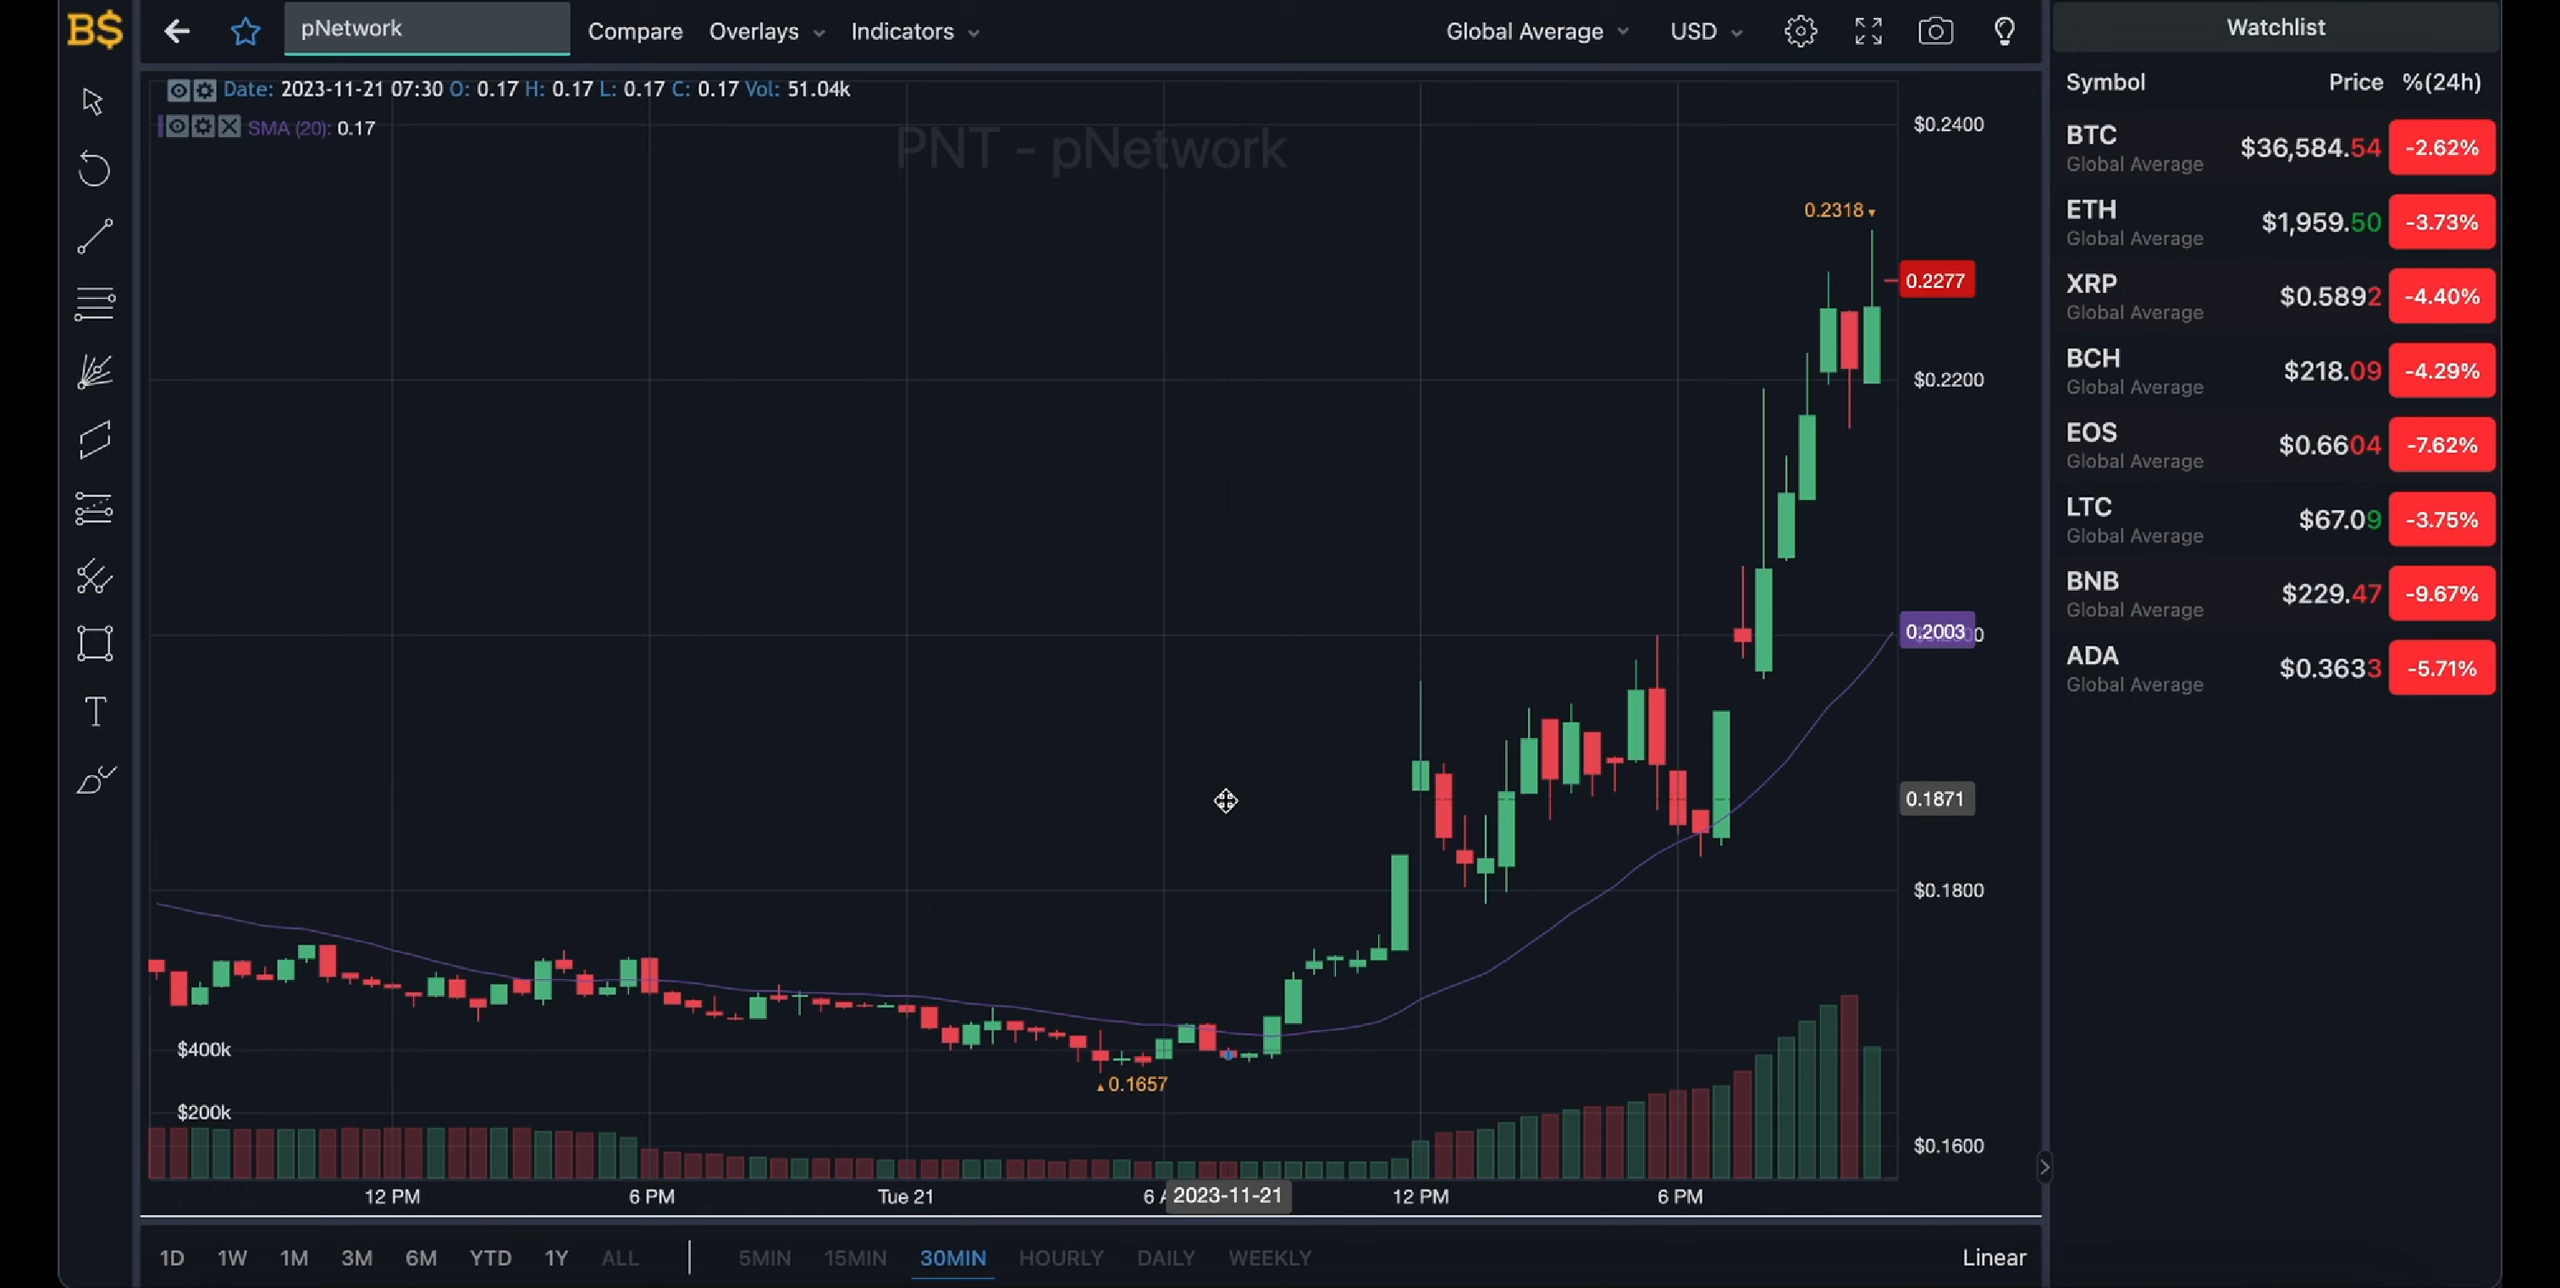 B$
pNetwork
Compare
Overlays
Indicators
Global Average
USD
Watchlist
Date: 2023-11-21 07:30 O: 0.17 H: 0.17 L: 0.17 C: 0.17 Vol: 51.04k
SMA (20): 0.17
PNT - pNetwork
Symbol Price %(24h)
BTC $36,584.54 -2.62%
Global Average
ETH $1,959.50 -3.73%
Global Average
XRP $0.5892 -4.40%
Global Average
BCH $218.09 -4.29%
Global Average
EOS $0.6604 -7.62%
Global Average
LTC $67.09 -3.75%
Global Average
BNB $229.47 -9.67%
Global Average
ADA $0.3633 -5.71%
Global Average
$0.2400
0.2318
0.2277
$0.2200
0.2003
0.1871
$0.1800
$400k
0.1657
$200k
$0.1600
12 PM 6 PM Tue 21 6 2023-11-21 12 PM 6 PM
T
1D 1W 1M 3M 6M YTD 1Y ALL 5MIN 15MIN 30MIN HOURLY DAILY WEEKLY Linear